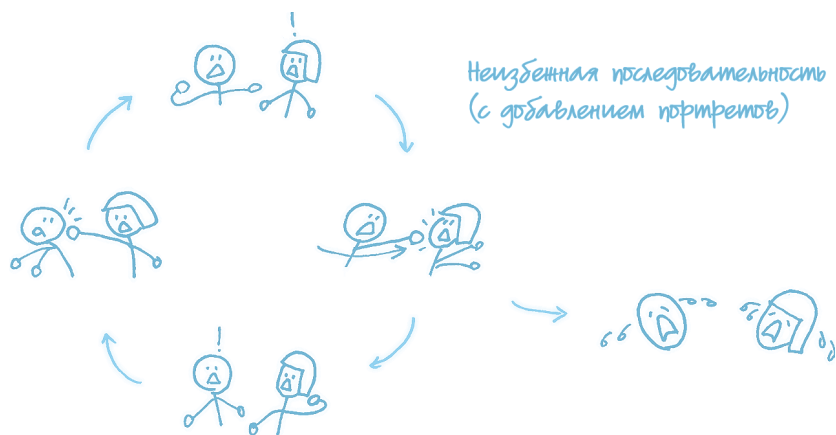 !
Неизбежная последовательность
(с добавлением портретов)
!